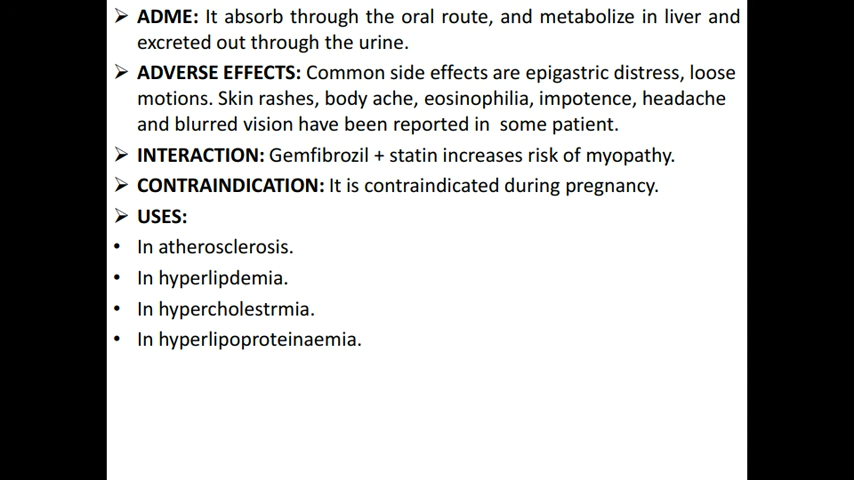 ➢ ADME: It absorb through the oral route, and metabolize in liver and
excreted out through the urine.
➢ ADVERSE EFFECTS: Common side effects are epigastric distress, loose
motions. Skin rashes, body ache, eosinophilia, impotence, headache
and blurred vision have been reported in some patient.
➢ INTERACTION: Gemfibrozil + statin increases risk of myopathy.
➢ CONTRAINDICATION: It is contraindicated during pregnancy.
➢ USES:
• In atherosclerosis.
• In hyperlipdemia.
• In hypercholestrmia.
• In hyperlipoproteinaemia.